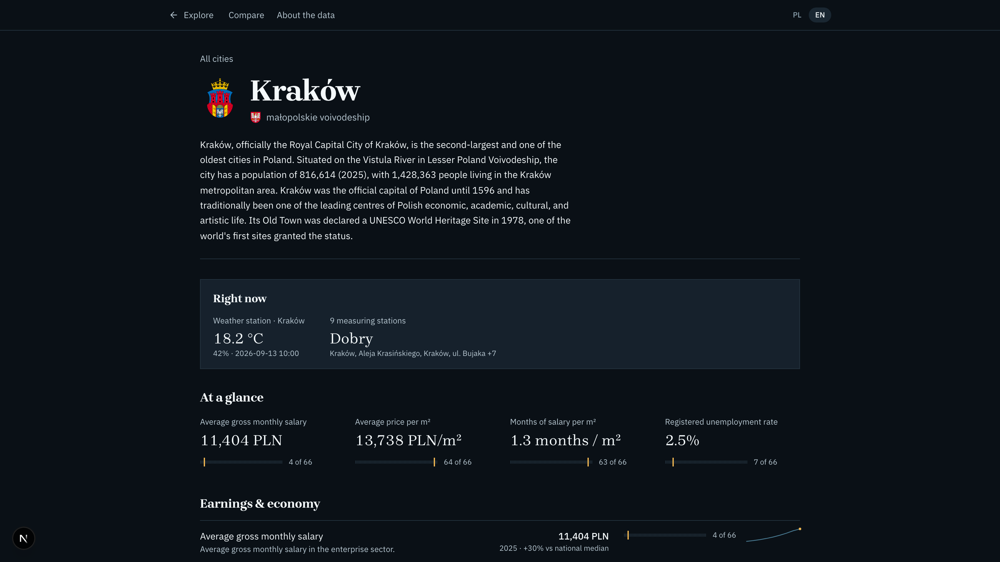 Explore Compare About the data PL EN
All cities
Kraków
małopolskie voivodeship
Kraków, officially the Royal Capital City of Kraków, is the second-largest and one of the
oldest cities in Poland. Situated on the Vistula River in Lesser Poland Voivodeship, the
city has a population of 816,614 (2025), with 1,428,363 people living in the Kraków
metropolitan area. Kraków was the official capital of Poland until 1596 and has
traditionally been one of the leading centres of Polish economic, academic, cultural, and
artistic life. Its Old Town was declared a UNESCO World Heritage Site in 1978, one of the
world's first sites granted the status.
Right now
Weather station · Kraków
18.2 °C
42% · 2026-09-13 10:00
9 measuring stations
Dobry
Kraków, Aleja Krasińskiego, Kraków, ul. Bujaka +7
At a glance
Average gross monthly salary
11,404 PLN
4 of 66
Average price per m²
13,738 PLN/m²
64 of 66
Months of salary per m²
1.3 months / m²
63 of 66
Registered unemployment rate
2.5%
7 of 66
Earnings & economy
Average gross monthly salary
Average gross monthly salary in the enterprise sector.
11,404 PLN
2025 · +30% vs national median
4 of 66
N